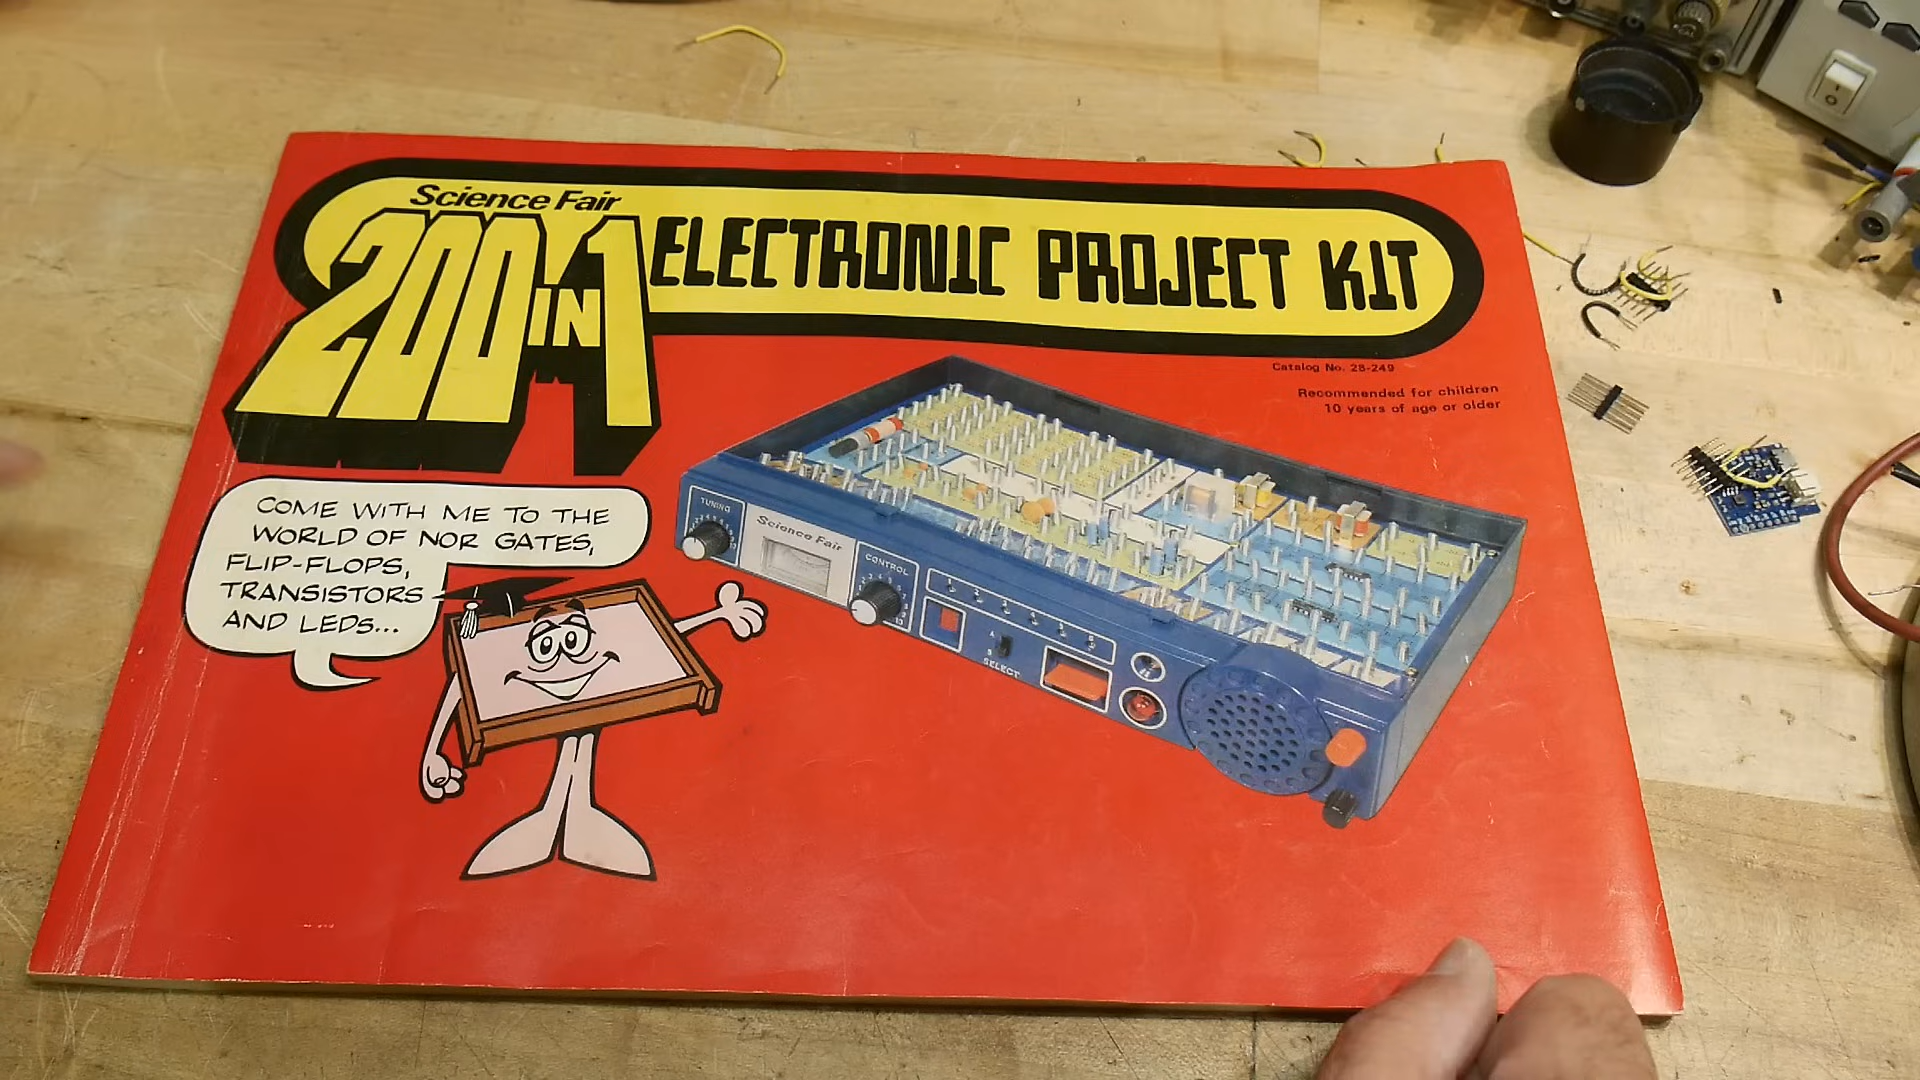 Science Fair
200 IN 1
ELECTRONIC PROJECT KIT
Catalog No. 28-249
Recommended for children
10 years of age or older
COME WITH ME TO THE
WORLD OF NOR GATES,
FLIP-FLOPS,
TRANSISTORS
AND LEDS...
TUNING
Science Fair
CONTROL
SELECT